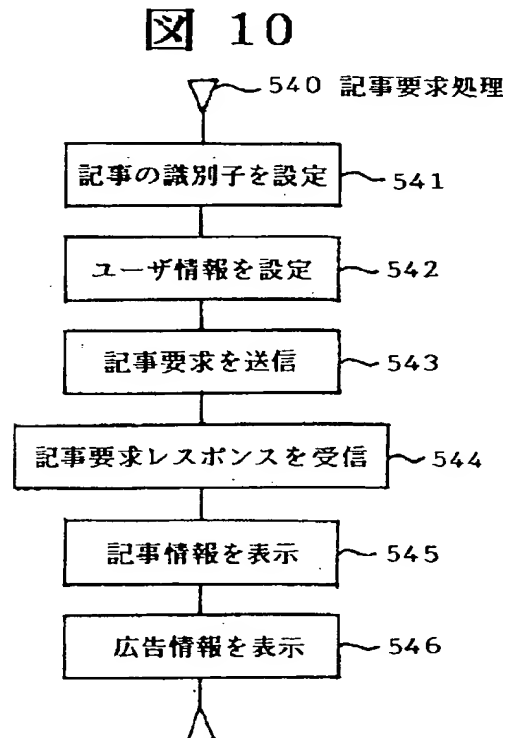 図 10
540 記事要求処理
記事の識別子を設定 541
ユーザ情報を設定 542
記事要求を送信 543
記事要求レスポンスを受信 544
記事情報を表示 545
広告情報を表示 546